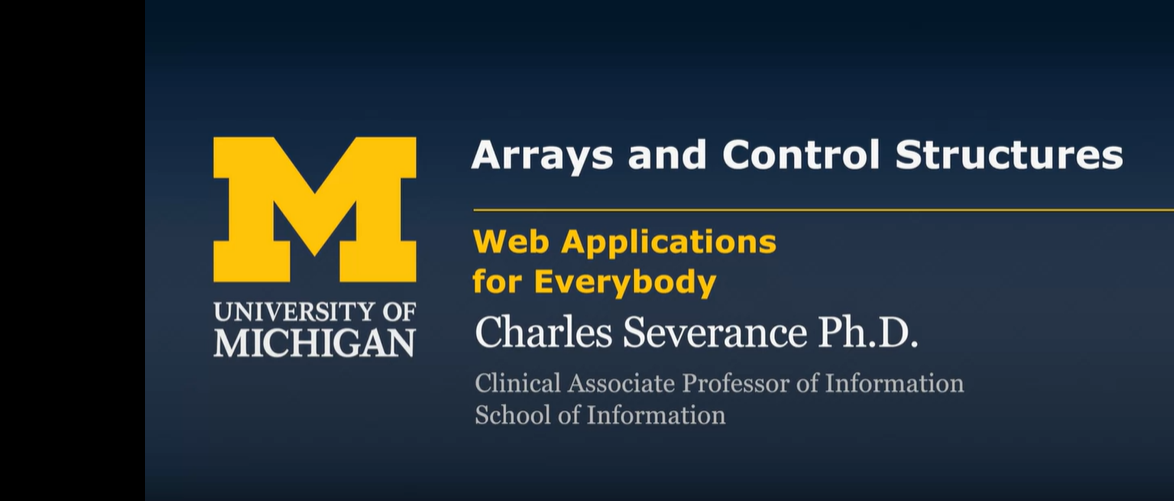 M
UNIVERSITY OF
MICHIGAN
Arrays and Control Structures
Web Applications
for Everybody
Charles Severance Ph.D.
Clinical Associate Professor of Information
School of Information